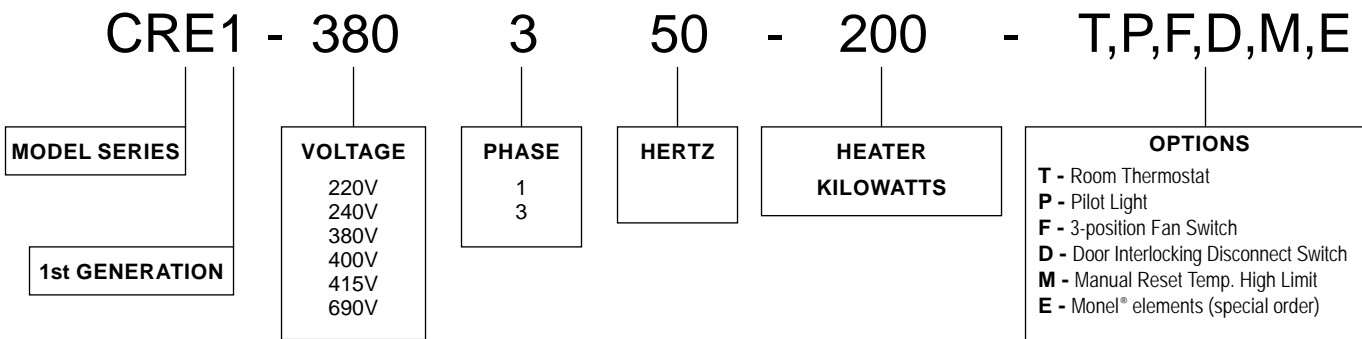 CRE1 - 380 3 50 - 200 - T,P,F,D,M,E
MODEL SERIES
1st GENERATION
VOLTAGE
220V
240V
380V
400V
415V
690V
PHASE
1
3
HERTZ
HEATER
KILOWATTS
OPTIONS
T - Room Thermostat
P - Pilot Light
F - 3-position Fan Switch
D - Door Interlocking Disconnect Switch
M - Manual Reset Temp. High Limit
E - Monel® elements (special order)